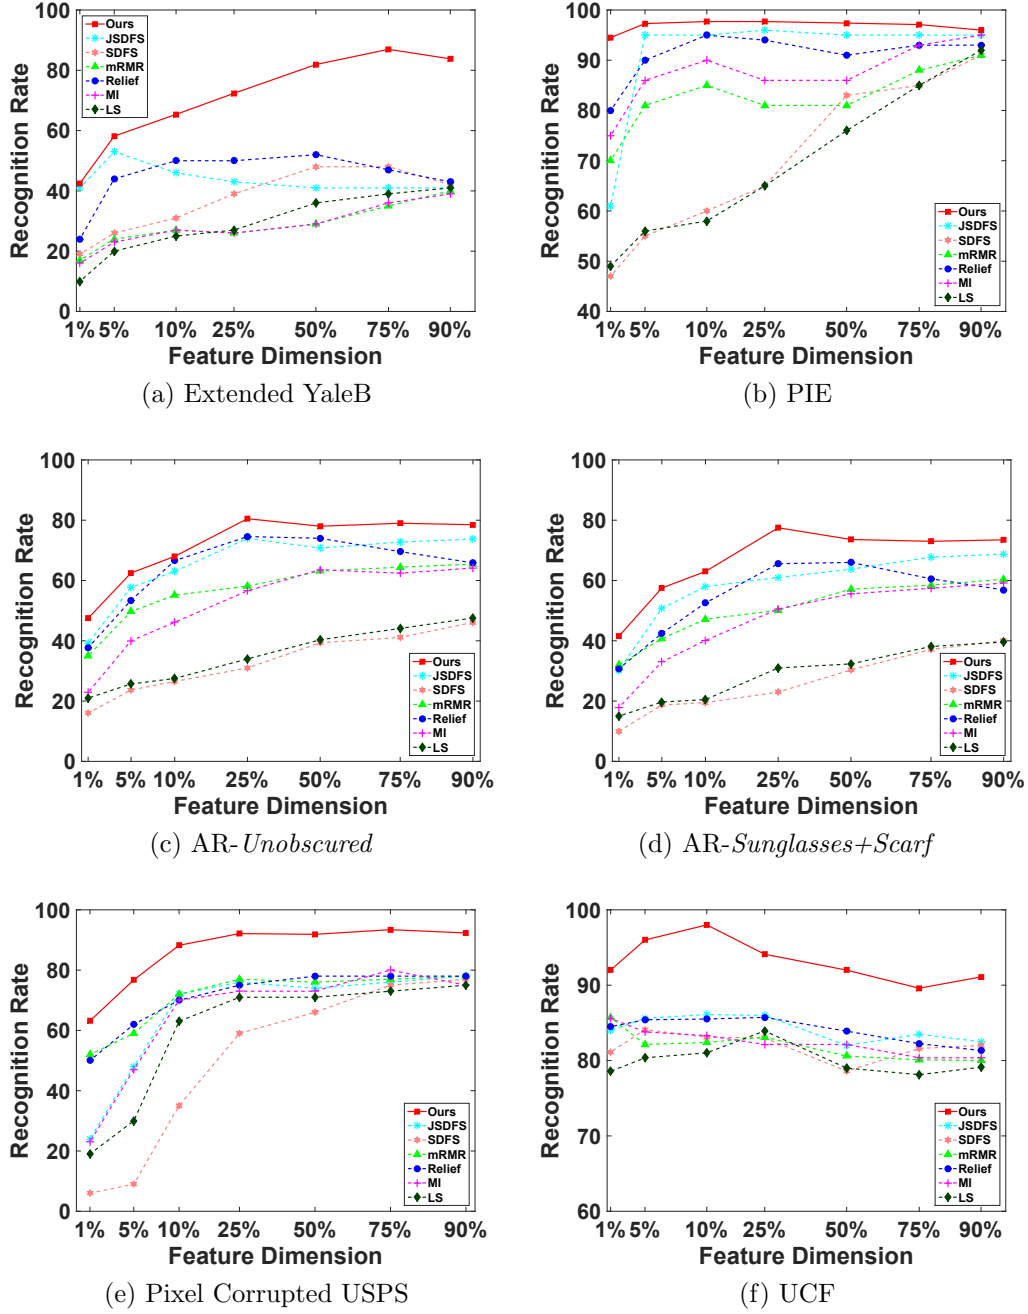 100
80
60
40
20
0
Recognition Rate
Ours
JSDFS
SDFS
mRMR
Relief
MI
LS
1% 5% 10% 25% 50% 75% 90%
Feature Dimension
(a) Extended YaleB
100
90
80
70
60
50
40
Recognition Rate
Ours
JSDFS
SDFS
mRMR
Relief
MI
LS
1% 5% 10% 25% 50% 75% 90%
Feature Dimension
(b) PIE
100
80
60
40
20
0
Recognition Rate
Ours
JSDFS
SDFS
mRMR
Relief
MI
LS
1% 5% 10% 25% 50% 75% 90%
Feature Dimension
(c) AR-Unobscured
100
80
60
40
20
0
Recognition Rate
Ours
JSDFS
SDFS
mRMR
Relief
MI
LS
1% 5% 10% 25% 50% 75% 90%
Feature Dimension
(d) AR-Sunglasses+Scarf
100
80
60
40
20
0
Recognition Rate
Ours
JSDFS
SDFS
mRMR
Relief
MI
LS
1% 5% 10% 25% 50% 75% 90%
Feature Dimension
(e) Pixel Corrupted USPS
100
90
80
70
60
Recognition Rate
Ours
JSDFS
SDFS
mRMR
Relief
MI
LS
1% 5% 10% 25% 50% 75% 90%
Feature Dimension
(f) UCF